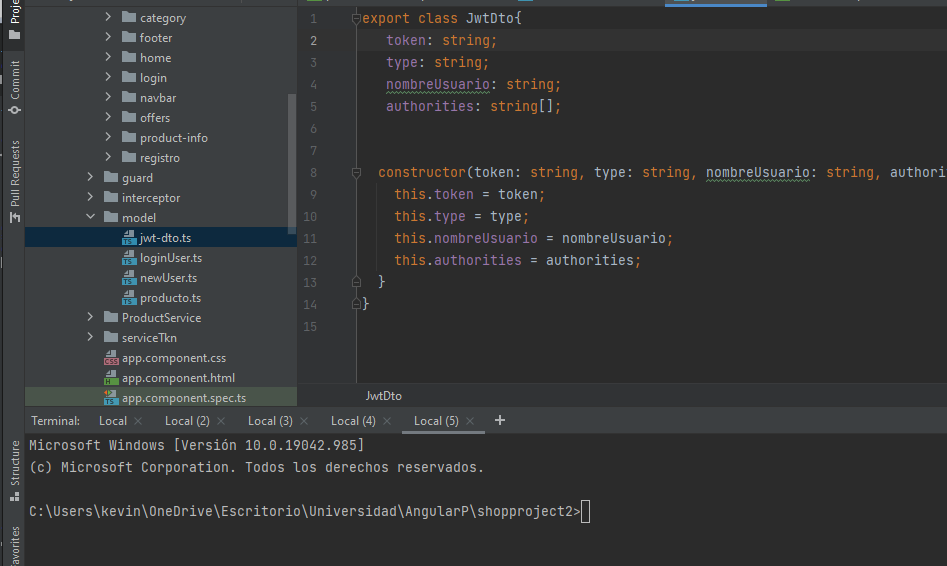 Proje
Commit
Pull Requests
Structure
avorites
category
footer
home
login
navbar
offers
product-info
registro
guard
interceptor
model
jwt-dto.ts
loginUser.ts
newUser.ts
producto.ts
ProductService
serviceTkn
app.component.css
app.component.html
app.component.spec.ts
1 export class JwtDto{
2 token: string;
3 type: string;
4 nombreUsuario: string;
5 authorities: string[];
6
7
8 constructor(token: string, type: string, nombreUsuario: string, authori
9 this.token = token;
10 this.type = type;
11 this.nombreUsuario = nombreUsuario;
12 this.authorities = authorities;
13 }
14 }
15
JwtDto
Terminal: Local Local (2) Local (3) Local (4) Local (5)
Microsoft Windows [Versión 10.0.19042.985]
(c) Microsoft Corporation. Todos los derechos reservados.
C:\Users\kevin\OneDrive\Escritorio\Universidad\AngularP\shopproject2>